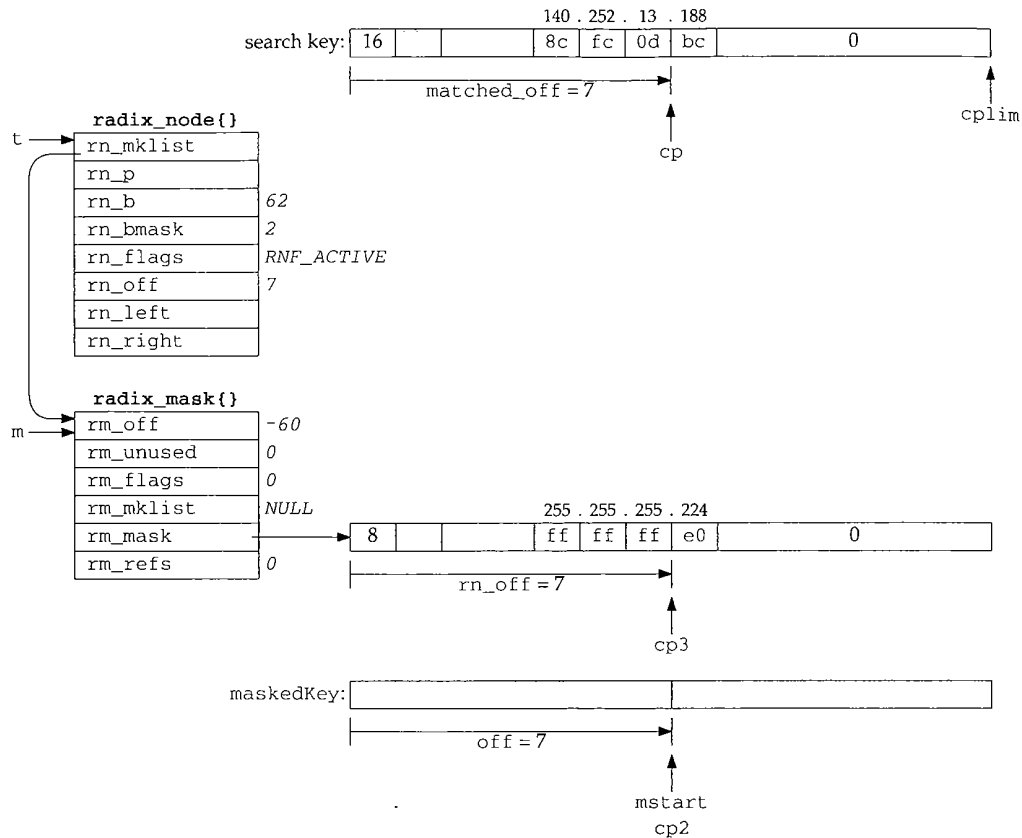 140 . 252 . 13 . 188
search key: 16 8c fc 0d bc 0
matched_off = 7
cplim
cp
radix_node{}
t
rn_mklist
rn_p
rn_b 62
rn_bmask 2
rn_flags RNF_ACTIVE
rn_off 7
rn_left
rn_right
radix_mask{}
m
rm_off -60
rm_unused 0
rm_flags 0
rm_mklist NULL
255 . 255 . 255 . 224
rm_mask 8 ff ff ff e0 0
rm_refs 0
rn_off = 7
cp3
maskedKey:
off = 7
mstart
cp2